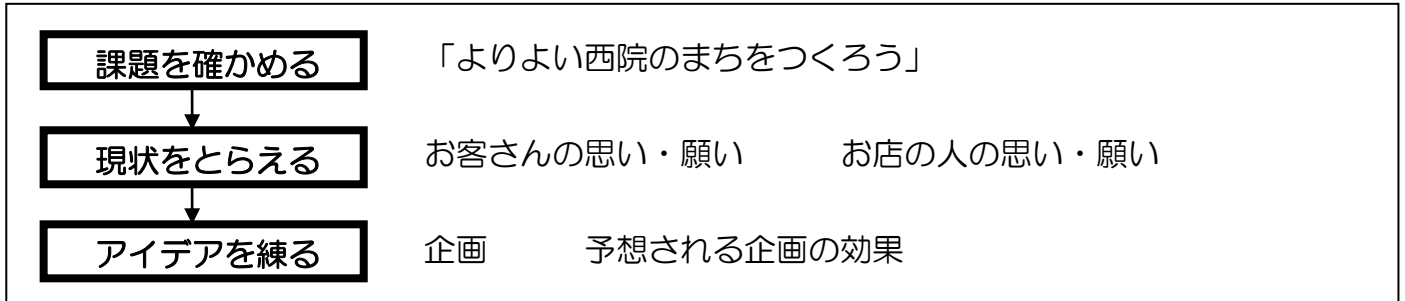 課題を確かめる 「よりよい西院のまちをつくろう」
現状をとらえる お客さんの思い・願い お店の人の思い・願い
アイデアを練る 企画 予想される企画の効果